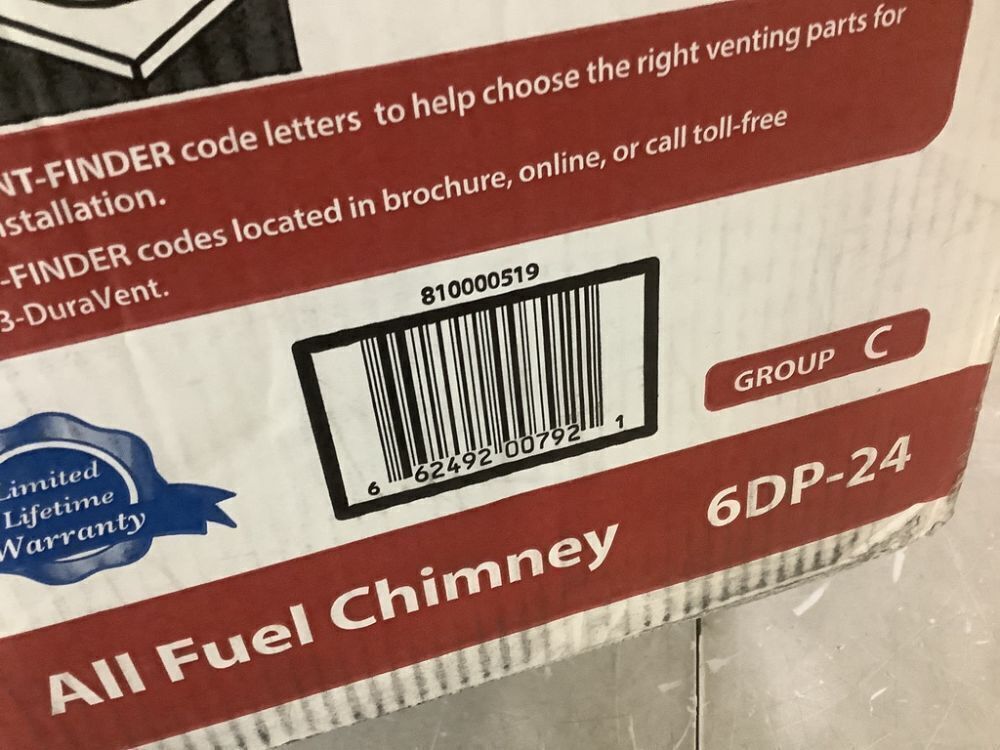 NT-FINDER code letters to help choose the right venting parts for
nstallation.
-FINDER codes located in brochure, online, or call toll-free
3-DuraVent.
810000519
6 62492 00792 1
GROUP C
Limited
Lifetime
Warranty
All Fuel Chimney 6DP-24